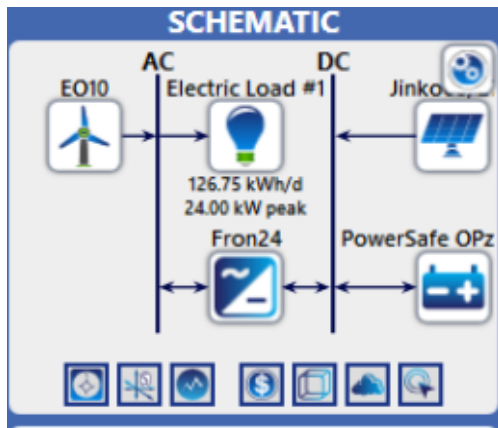 SCHEMATIC
AC DC
EO10 Electric Load #1
126.75 kWh/d
24.00 kW peak
Fron24 PowerSafe OPz